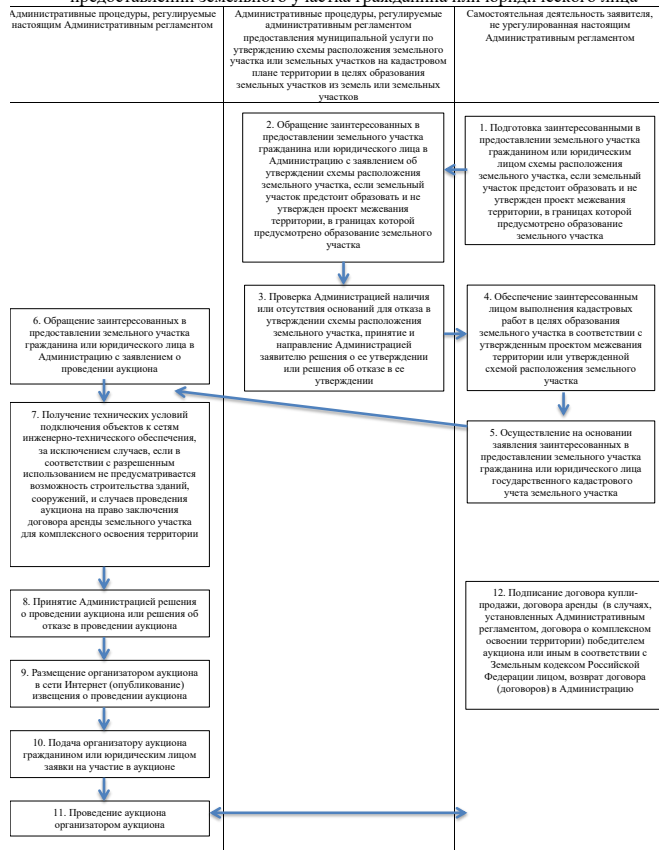 предоставлении земельного участка гражданина или юридического лица
Административные процедуры, регулируемые
настоящим Административным регламентом
Административные процедуры, регулируемые
административным регламентом
предоставления муниципальной услуги по
утверждению схемы расположения земельного
участка или земельных участков на кадастровом
плане территории в целях образования
земельных участков из земель или земельных
участков
Самостоятельная деятельность заявителя,
не урегулированная настоящим
Административным регламентом
1. Подготовка заинтересованными в
предоставлении земельного участка
гражданином или юридическим
лицом схемы расположения
земельного участка, если земельный
участок предстоит образовать и не
утвержден проект межевания
территории, в границах которой
предусмотрено образование
земельного участка
2. Обращение заинтересованных в
предоставлении земельного участка
гражданина или юридического лица в
Администрацию с заявлением об
утверждении схемы расположения
земельного участка, если земельный
участок предстоит образовать и не
утвержден проект межевания
территории, в границах которой
предусмотрено образование земельного
участка
3. Проверка Администрацией наличия
или отсутствия оснований для отказа в
утверждении схемы расположения
земельного участка, принятие и
направление Администрацией
заявителю решения о ее утверждении
или решения об отказе в ее
утверждении
4. Обеспечение заинтересованным
лицом выполнения кадастровых
работ в целях образования
земельного участка в соответствии с
утвержденным проектом межевания
территории или утвержденной
схемой расположения земельного
участка
5. Осуществление на основании
заявления заинтересованных в
предоставлении земельного участка
гражданина или юридического лица
государственного кадастрового
учета земельного участка
6. Обращение заинтересованных в
предоставлении земельного участка
гражданина или юридического лица в
Администрацию с заявлением о
проведении аукциона
7. Получение технических условий
подключения объектов к сетям
инженерно-технического обеспечения,
за исключением случаев, если в
соответствии с разрешенным
использованием не предусматривается
возможность строительства зданий,
сооружений, и случаев проведения
аукциона на право заключения
договора аренды земельного участка
для комплексного освоения территории
8. Принятие Администрацией решения
о проведении аукциона или решения об
отказе в проведении аукциона
9. Размещение организатором аукциона
в сети Интернет (опубликование)
извещения о проведении аукциона
10. Подача организатору аукциона
гражданином или юридическим лицом
заявки на участие в аукционе
11. Проведение аукциона
организатором аукциона
12. Подписание договора купли-
продажи, договора аренды (в случаях,
установленных Административным
регламентом, договора о комплексном
освоении территории) победителем
аукциона или иным в соответствии с
Земельным кодексом Российской
Федерации лицом, возврат договора
(договоров) в Администрацию